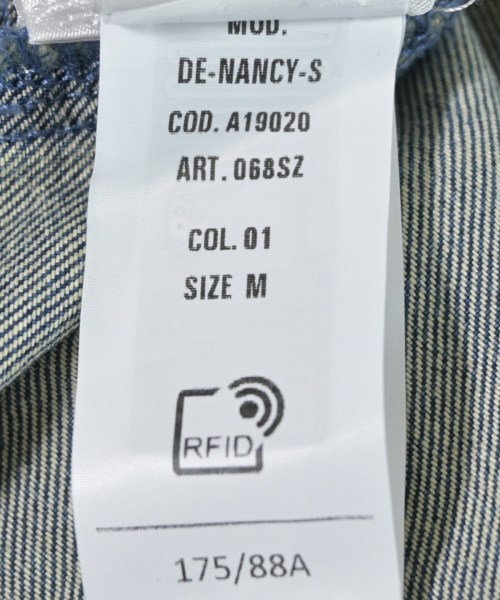 MOD.
DE-NANCY-S
COD. A19020
ART. 068SZ
COL. 01
SIZE M
RFID
175/88A